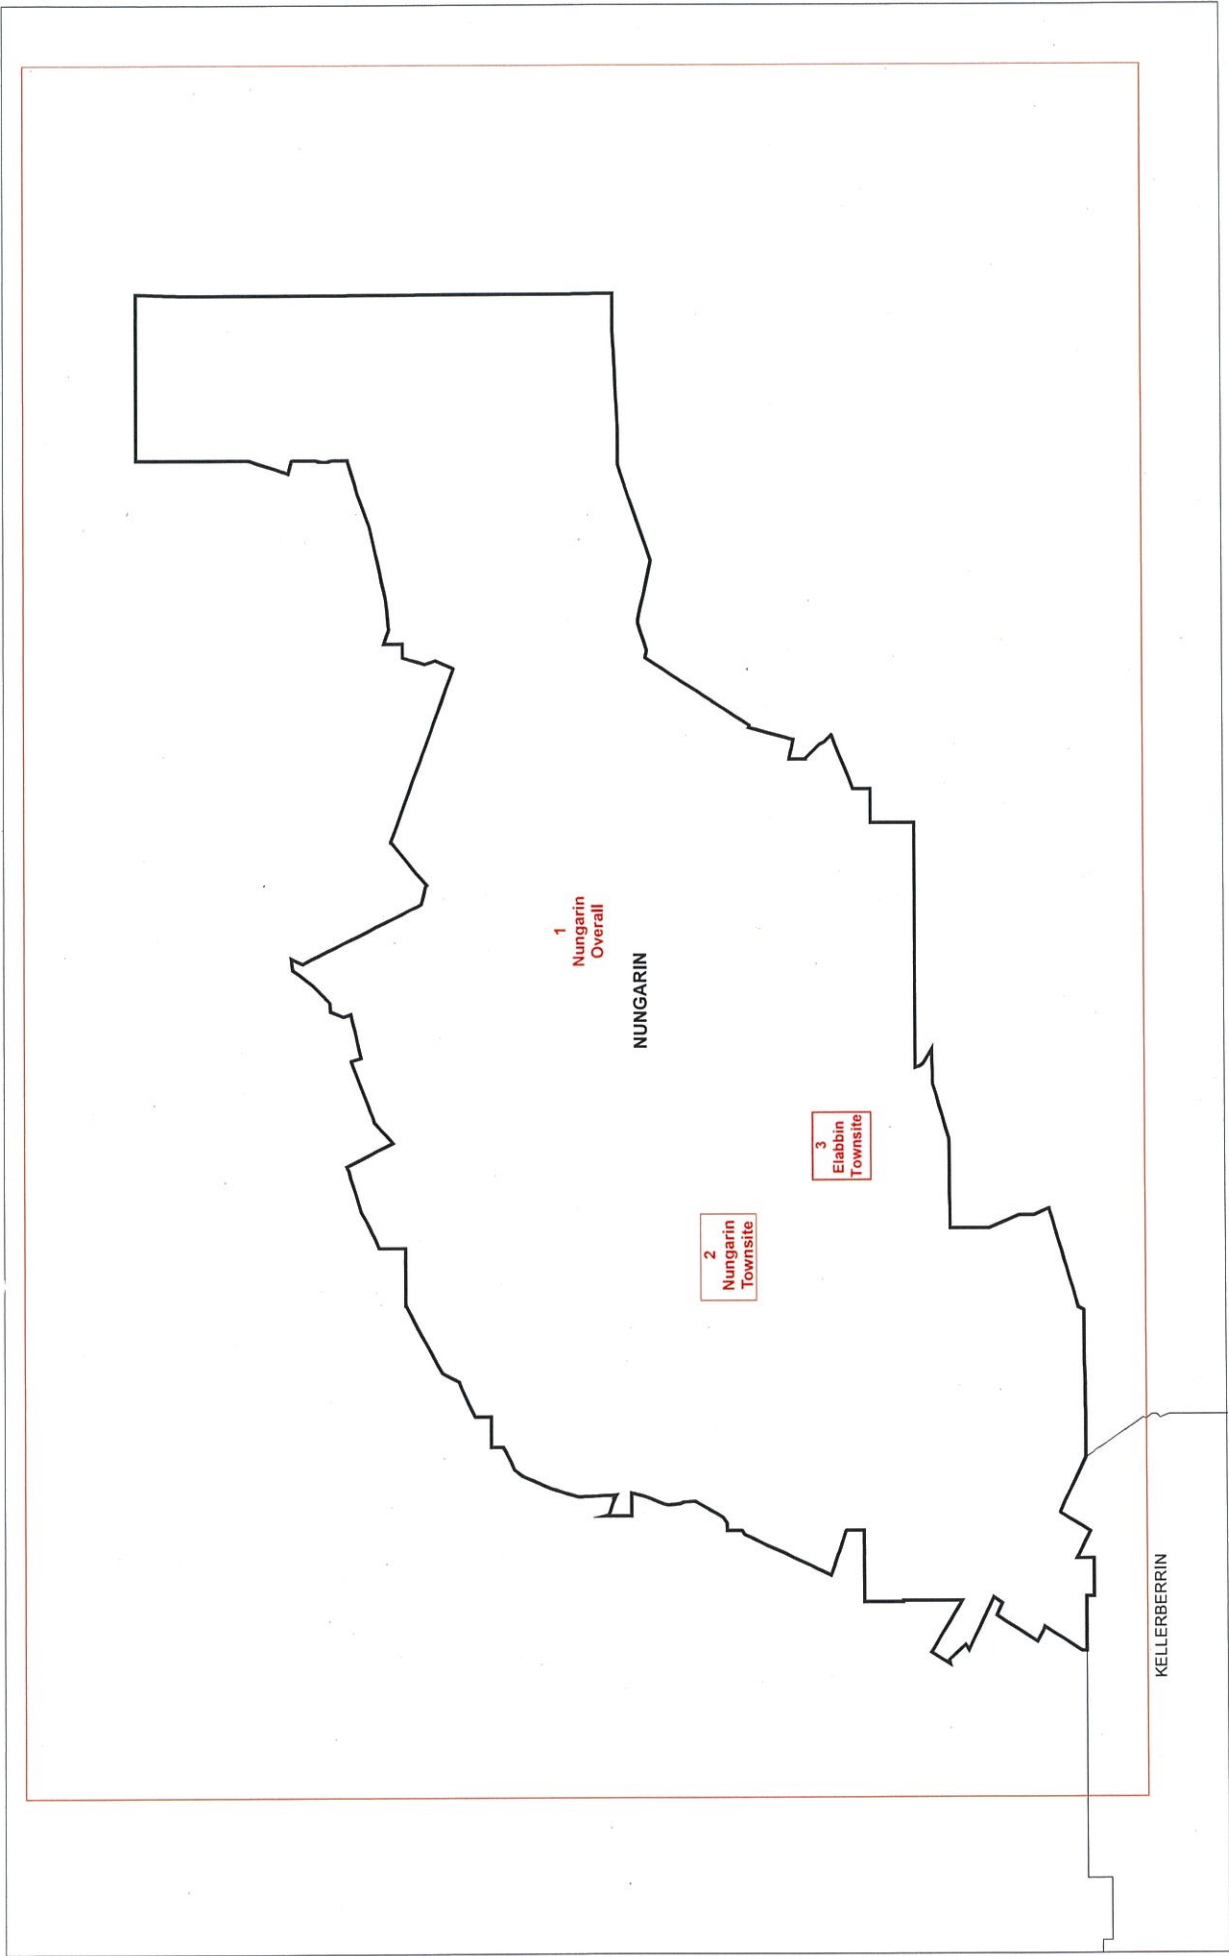 1
Nungarin
Overall
NUNGARIN
3
Elabbin
Townsite
2
Nungarin
Townsite
KELLERBERRIN